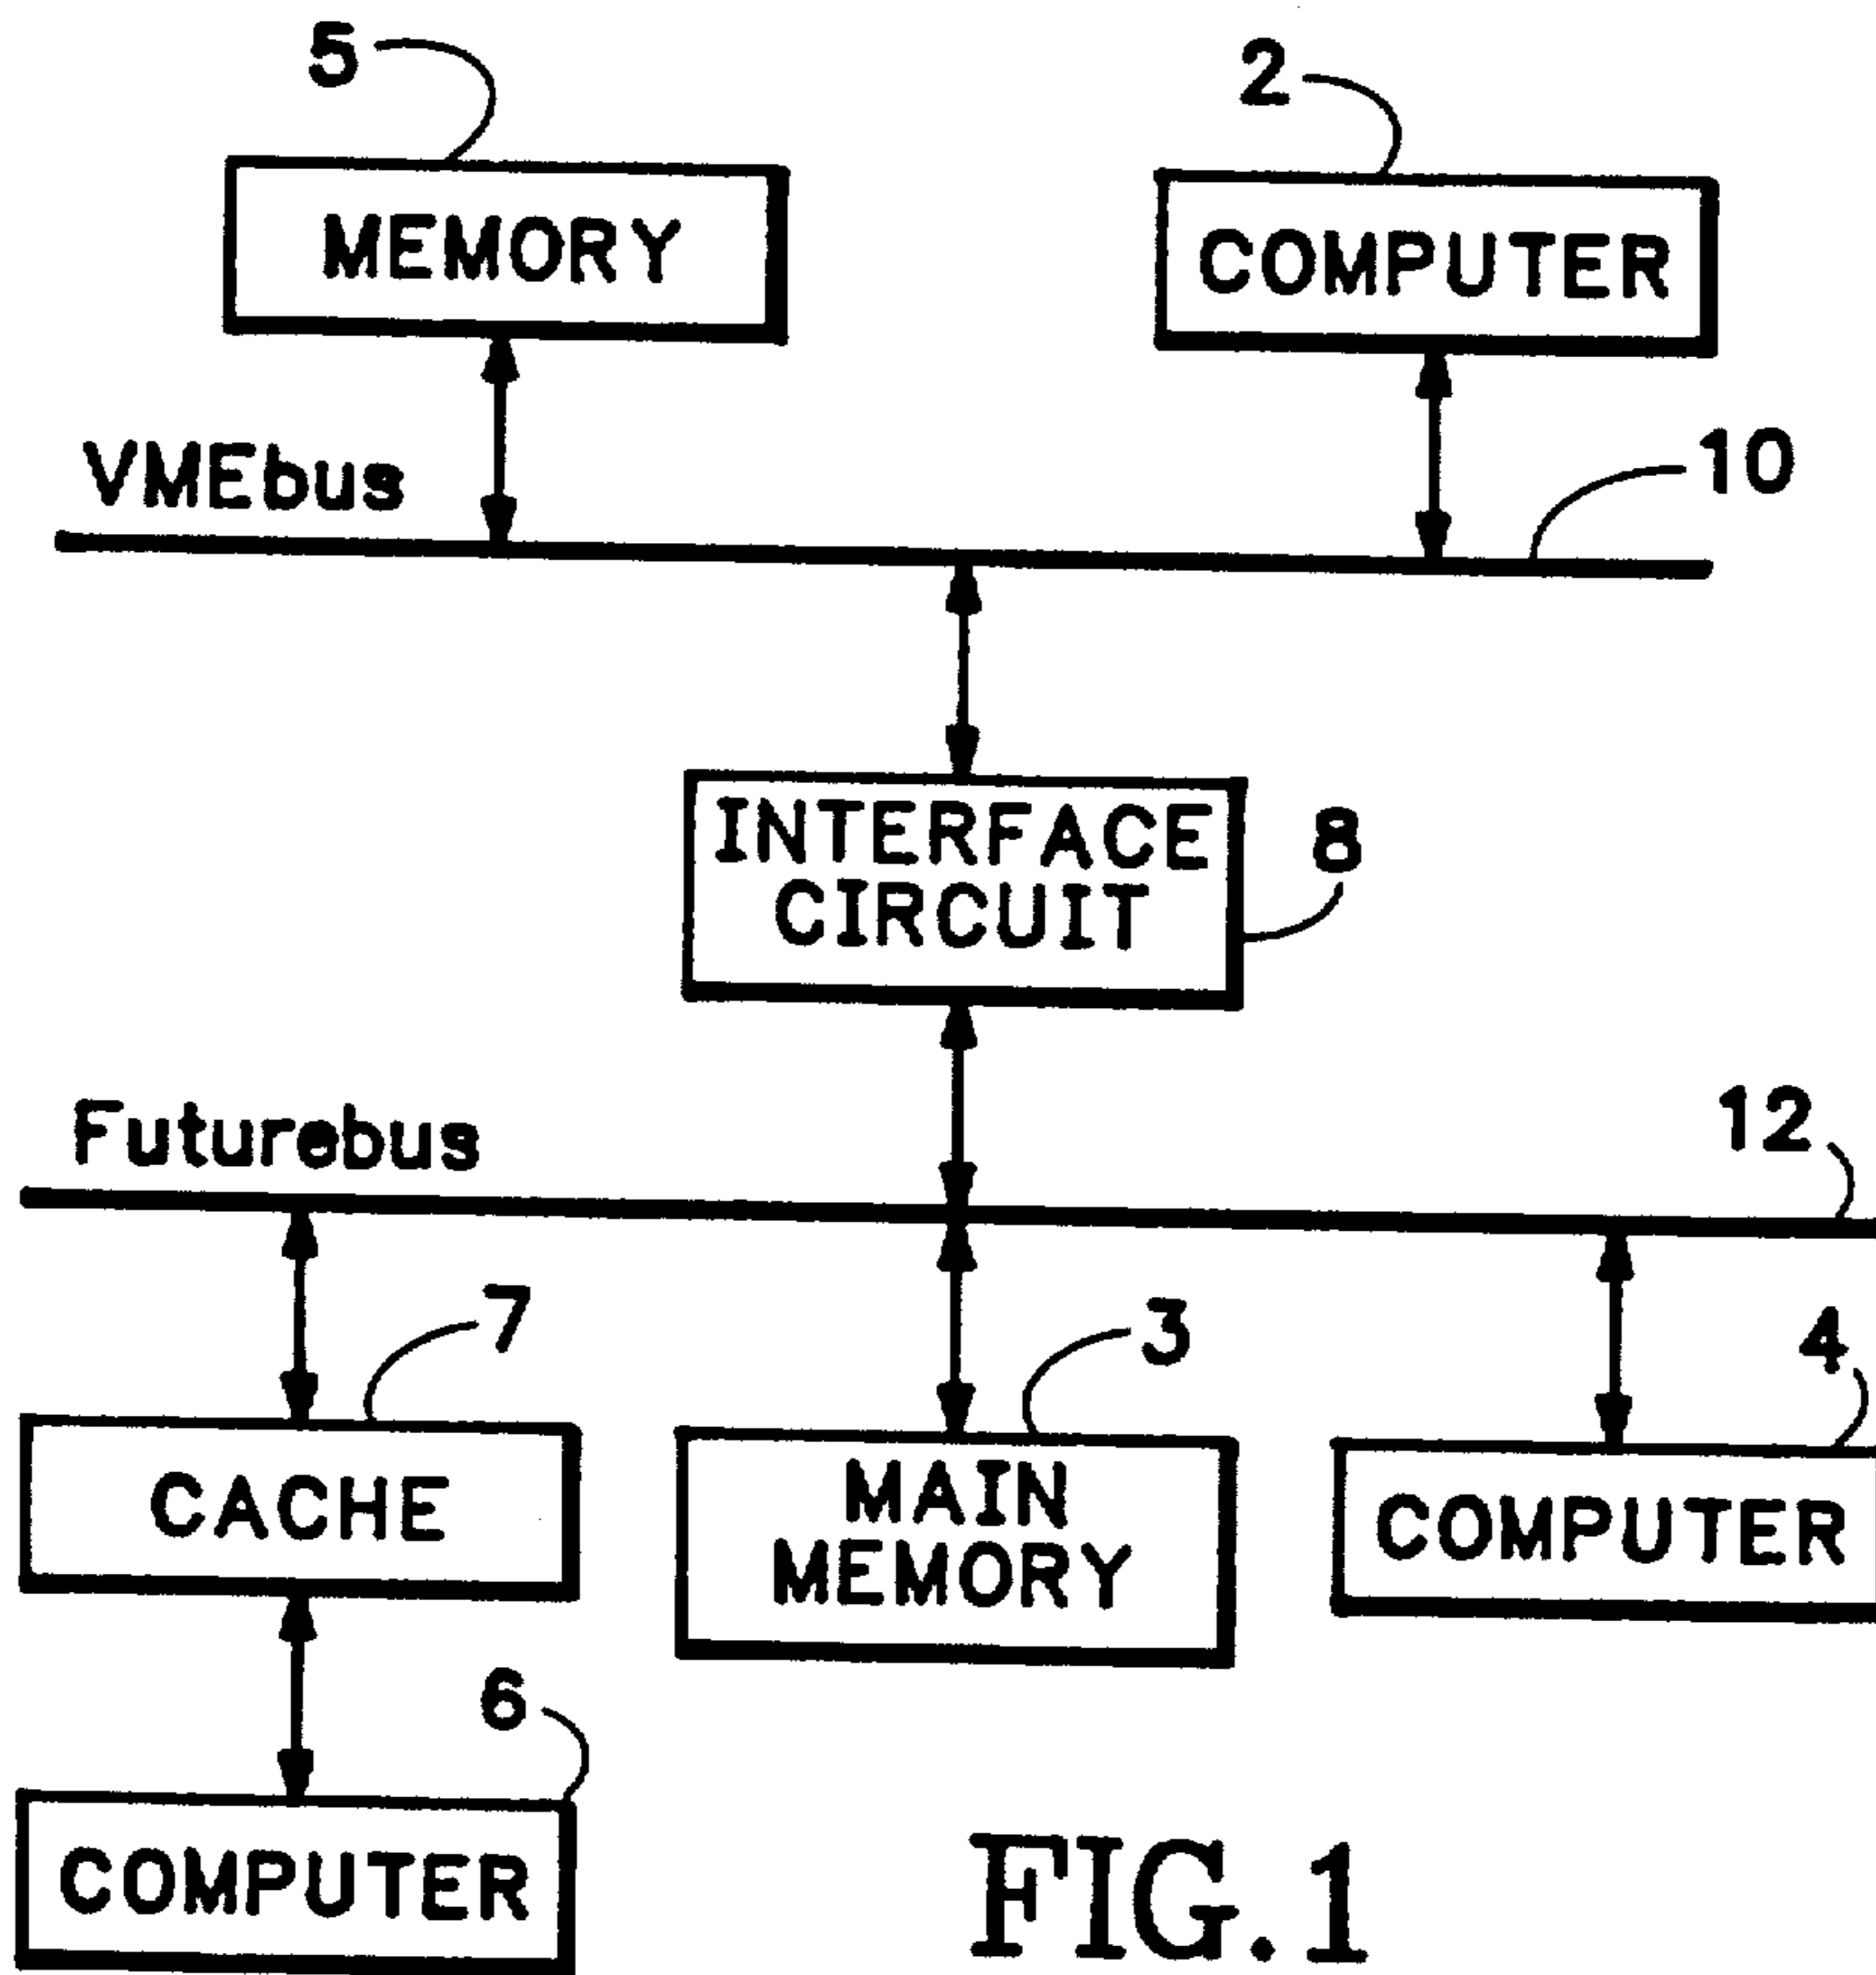 5
2
MEMORY
COMPUTER
VMEbus
10
INTERFACE
CIRCUIT
8
Futurebus
12
7
3
4
CACHE
MAIN
MEMORY
COMPUTER
6
COMPUTER
FIG.1